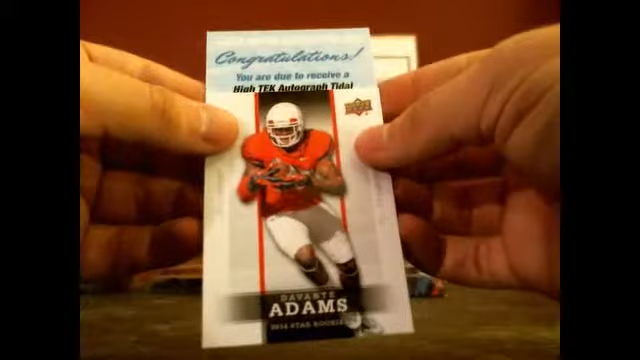 Congratulations!
You are due to receive a
High TEK Autograph Tidal
DAVANTE
ADAMS
2014 STAR ROOKIE